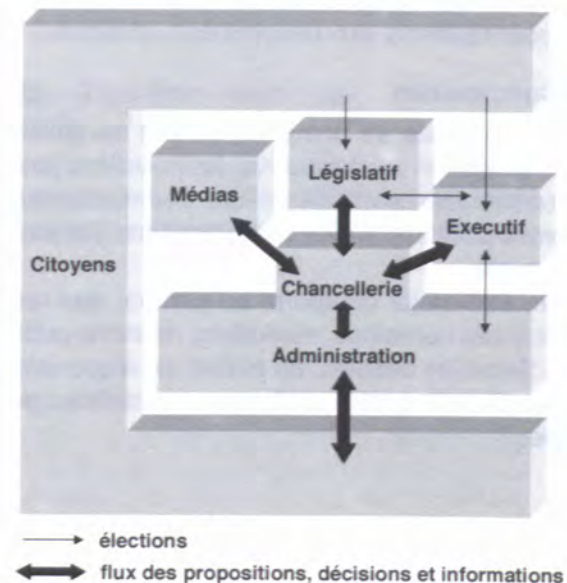 Législatif
Médias
Executif
Citoyens
Chancellerie
Administration
élections
flux des propositions, décisions et informations